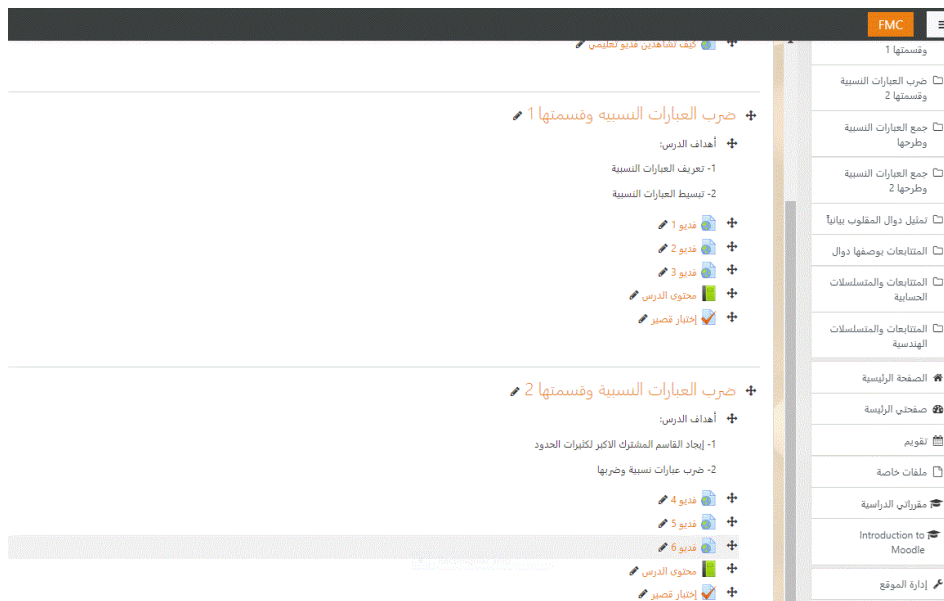 FMC
وقسمتها 1
ضرب العبارات النسبية
وقسمتها 2
جمع العبارات النسبية
وطرحها
جمع العبارات النسبية
وطرحها 2
تمثيل دوال المقلوب بيانياً
المتتابعات بوصفها دوال
المتتابعات والمتسلسلات
الحسابية
المتتابعات والمتسلسلات
الهندسية
الصفحة الرئيسية
صفحتي الرئيسة
تقويم
ملفات خاصة
مقرراتي الدراسية
Introduction to
Moodle
إدارة الموقع
كيف تشاهدين فديو تعليمي
ضرب العبارات النسبيه وقسمتها 1
أهداف الدرس:
1- تعريف العبارات النسبية
2- تبسيط العبارات النسبية
فديو 1
فديو 2
فديو 3
محتوى الدرس
إختبار قصير
ضرب العبارات النسبية وقسمتها 2
أهداف الدرس:
1- إيجاد القاسم المشترك الاكبر لكثيرات الحدود
2- ضرب عبارات نسبية وضربها
فديو 4
فديو 5
فديو 6
محتوى الدرس
إختبار قصير